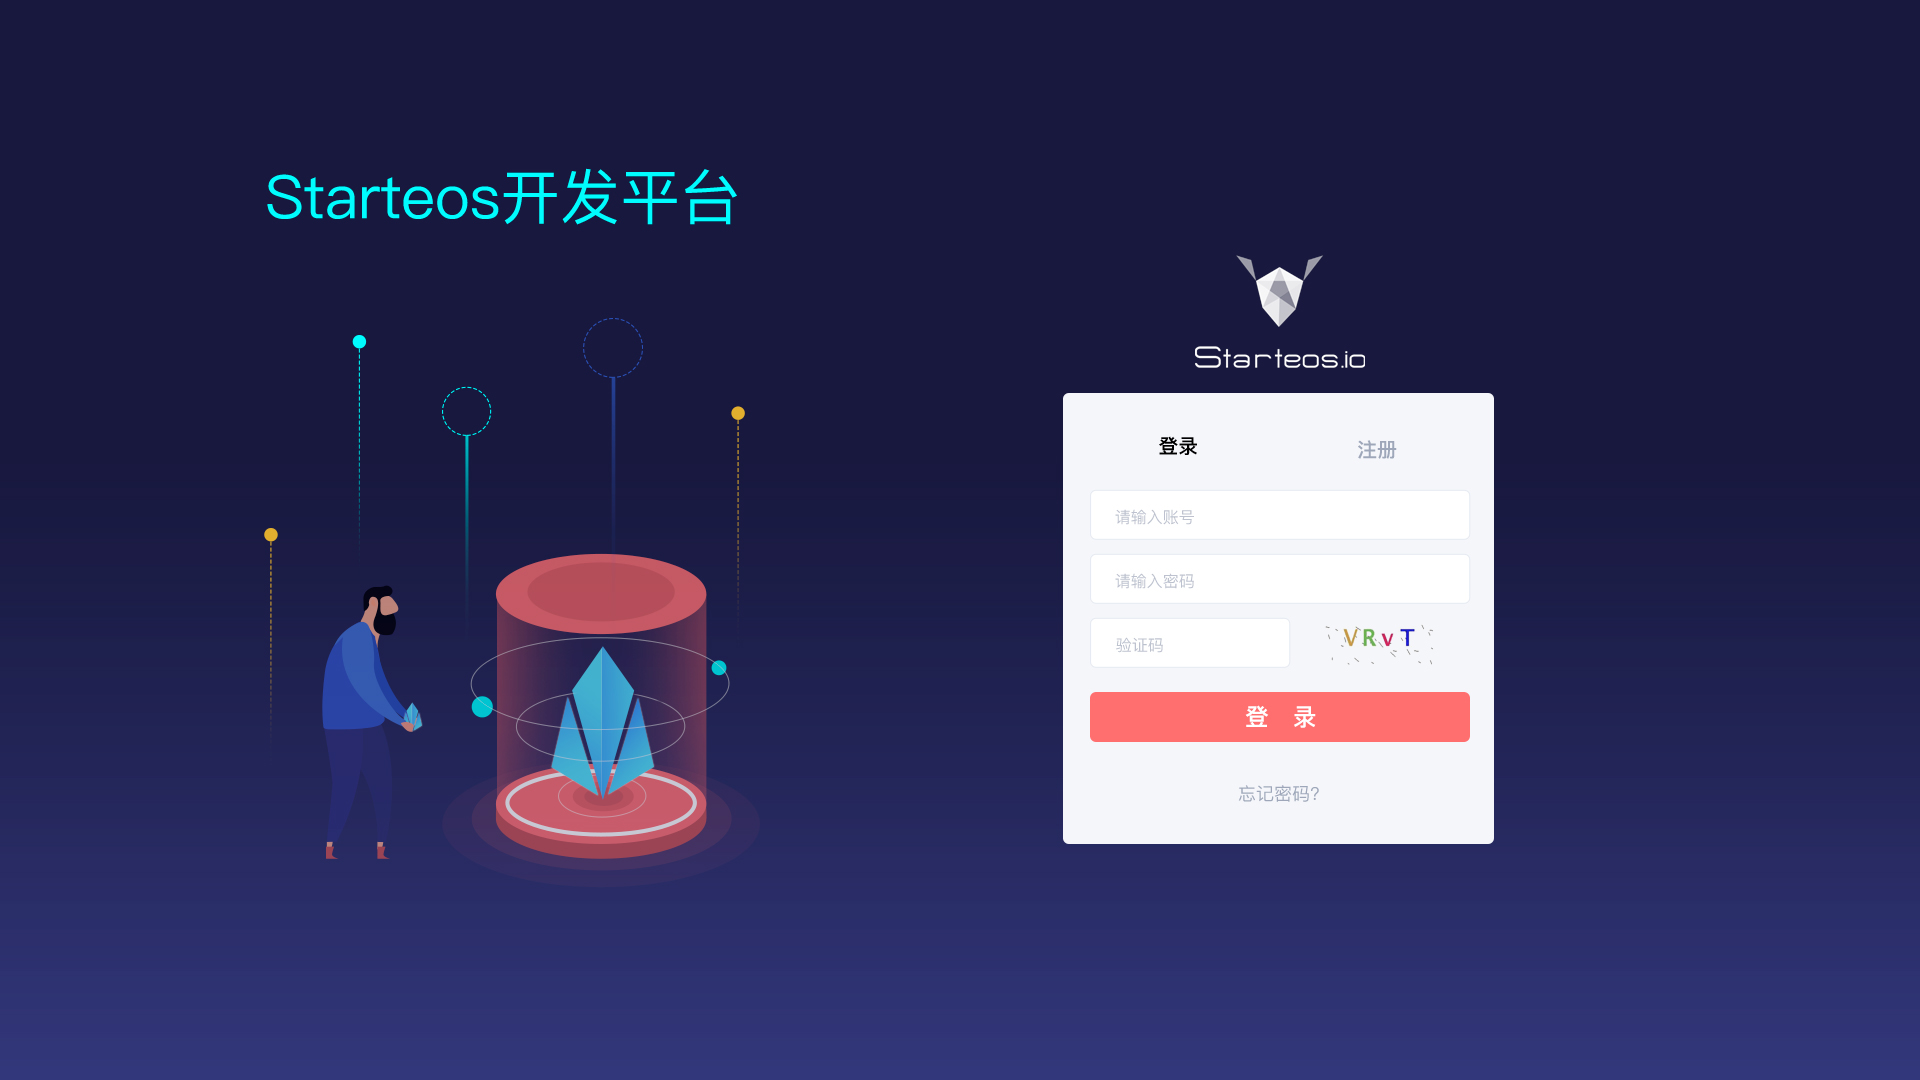 Starteos开发平台
Starteos.io
登录
注册
请输入账号
请输入密码
验证码
VRvT
登 录
忘记密码?